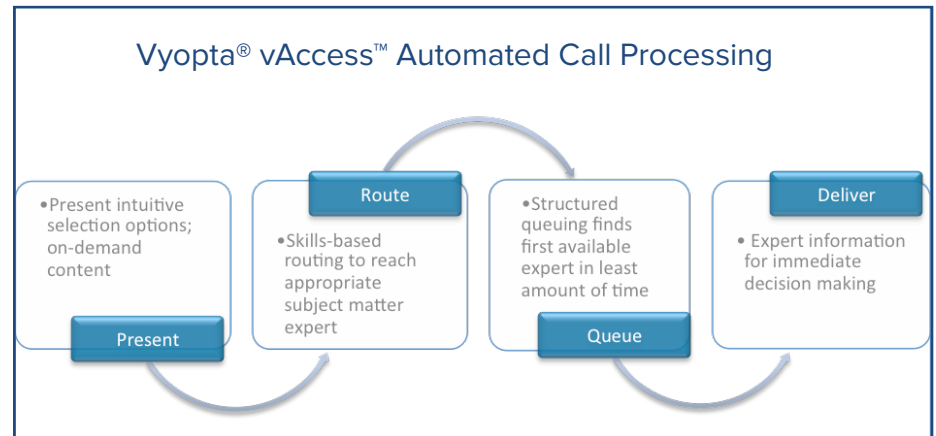 Vyopta® vAccess™ Automated Call Processing
•Present intuitive
selection options;
on-demand
content
Present
Route
•Skills-based
routing to reach
appropriate
subject matter
expert
•Structured
queuing finds
first available
expert in least
amount of time
Queue
Deliver
• Expert information
for immediate
decision making